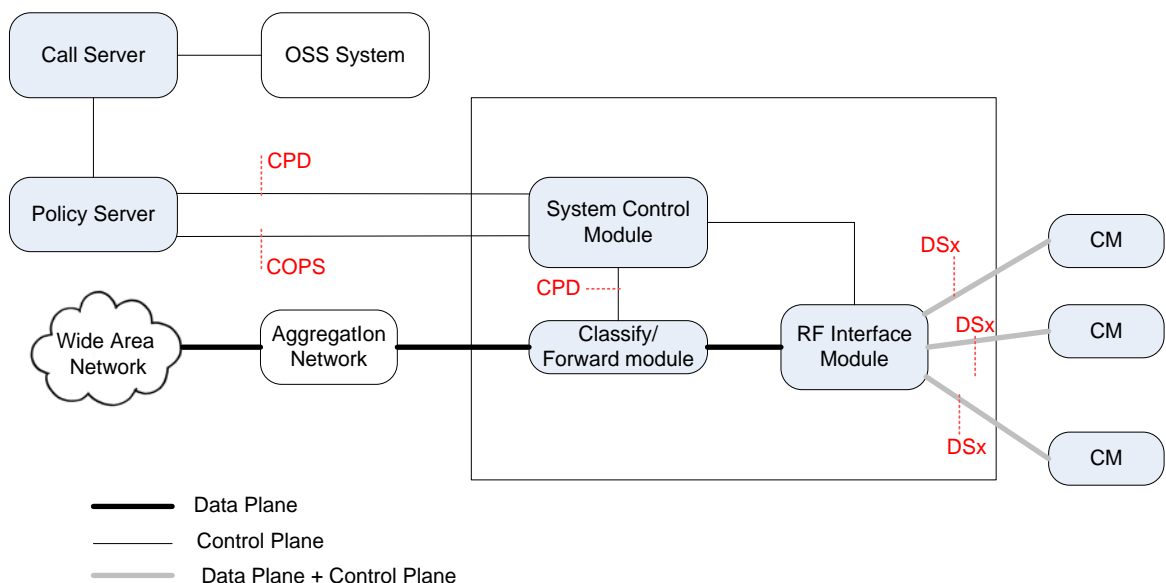 Call Server
OSS System
CPD
Policy Server
System Control
Module
COPS
CPD
DSx
CM
Wide Area
Network
AggregatIon
Network
Classify/
Forward module
RF Interface
Module
DSx
CM
DSx
CM
Data Plane
Control Plane
Data Plane + Control Plane